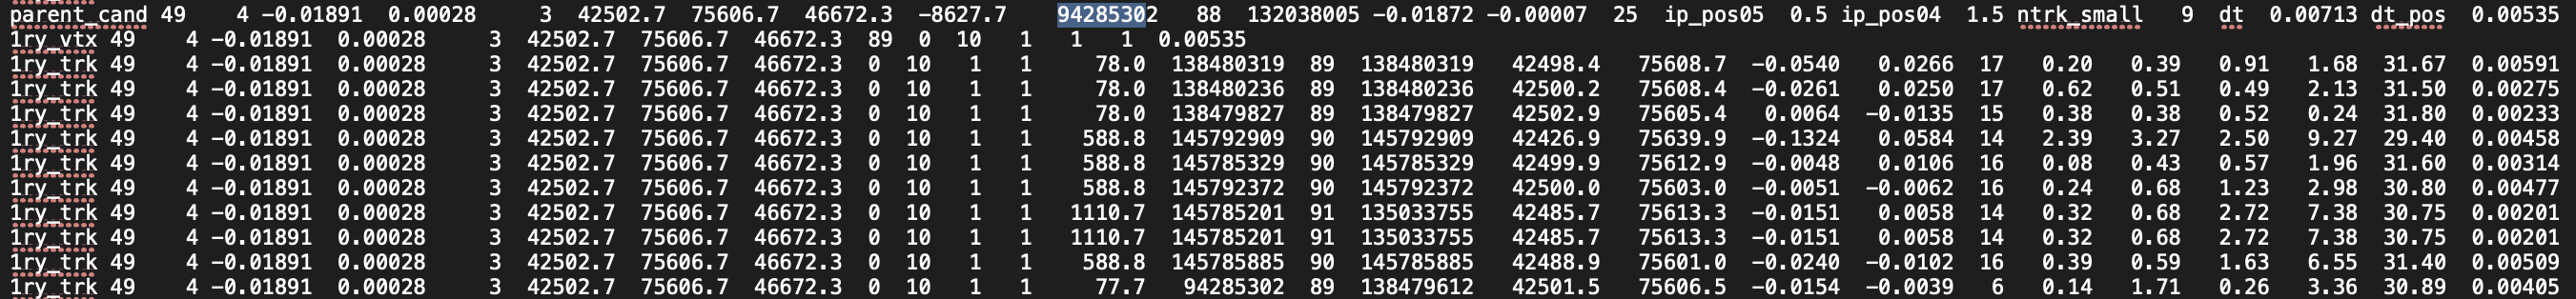 parent_cand 49 4 -0.01891 0.00028 3 42502.7 75606.7 46672.3 -8627.7 94285302 88 132038005 -0.01872 -0.00007 25 ip_pos05 0.5 ip_pos04 1.5 ntrk_small 9 dt 0.00713 dt_pos 0.00535
1ry_vtx 49 4 -0.01891 0.00028 3 42502.7 75606.7 46672.3 89 0 10 1 1 1 0.00535
1ry_trk 49 4 -0.01891 0.00028 3 42502.7 75606.7 46672.3 0 10 1 1 78.0 138480319 89 138480319 42498.4 75608.7 -0.0540 0.0266 17 0.20 0.39 0.91 1.68 31.67 0.00591
1ry_trk 49 4 -0.01891 0.00028 3 42502.7 75606.7 46672.3 0 10 1 1 78.0 138480236 89 138480236 42500.2 75608.4 -0.0261 0.0250 17 0.62 0.51 0.49 2.13 31.50 0.00275
1ry_trk 49 4 -0.01891 0.00028 3 42502.7 75606.7 46672.3 0 10 1 1 78.0 138479827 89 138479827 42502.9 75605.4 0.0064 -0.0135 15 0.38 0.38 0.52 0.24 31.80 0.00233
1ry_trk 49 4 -0.01891 0.00028 3 42502.7 75606.7 46672.3 0 10 1 1 588.8 145792909 90 145792909 42426.9 75639.9 -0.1324 0.0584 14 2.39 3.27 2.50 9.27 29.40 0.00458
1ry_trk 49 4 -0.01891 0.00028 3 42502.7 75606.7 46672.3 0 10 1 1 588.8 145785329 90 145785329 42499.9 75612.9 -0.0048 0.0106 16 0.08 0.43 0.57 1.96 31.60 0.00314
1ry_trk 49 4 -0.01891 0.00028 3 42502.7 75606.7 46672.3 0 10 1 1 588.8 145792372 90 145792372 42500.0 75603.0 -0.0051 -0.0062 16 0.24 0.68 1.23 2.98 30.80 0.00477
1ry_trk 49 4 -0.01891 0.00028 3 42502.7 75606.7 46672.3 0 10 1 1 1110.7 145785201 91 135033755 42485.7 75613.3 -0.0151 0.0058 14 0.32 0.68 2.72 7.38 30.75 0.00201
1ry_trk 49 4 -0.01891 0.00028 3 42502.7 75606.7 46672.3 0 10 1 1 1110.7 145785201 91 135033755 42485.7 75613.3 -0.0151 0.0058 14 0.32 0.68 2.72 7.38 30.75 0.00201
1ry_trk 49 4 -0.01891 0.00028 3 42502.7 75606.7 46672.3 0 10 1 1 588.8 145785885 90 145785885 42488.9 75601.0 -0.0240 -0.0102 16 0.39 0.59 1.63 6.55 31.40 0.00509
1ry_trk 49 4 -0.01891 0.00028 3 42502.7 75606.7 46672.3 0 10 1 1 77.7 94285302 89 138479612 42501.5 75606.5 -0.0154 -0.0039 6 0.14 1.71 0.26 3.36 30.89 0.00405